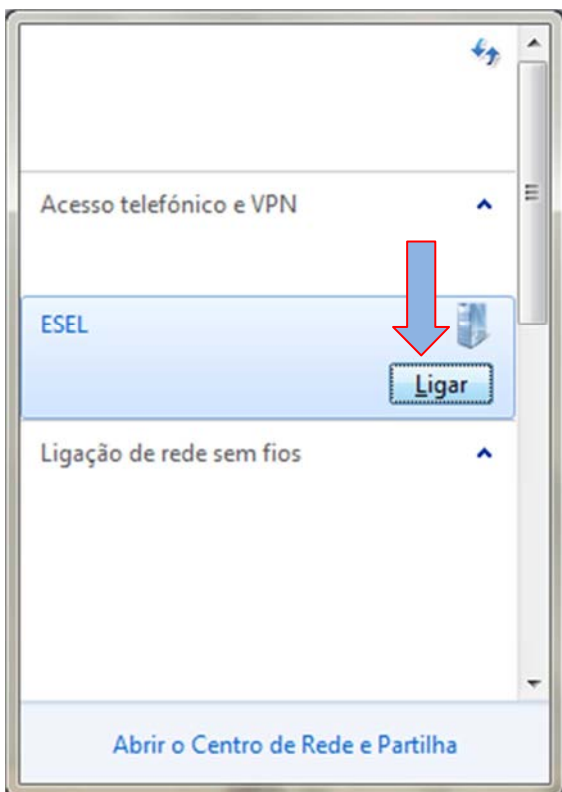 Acesso telefónico e VPN
ESEL
Ligar
Ligação de rede sem fios
Abrir o Centro de Rede e Partilha